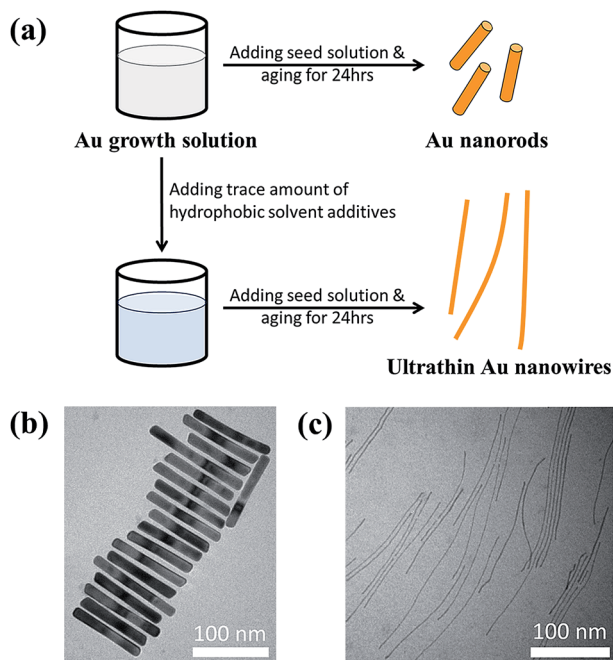 (a)
Adding seed solution &
aging for 24hrs
Au growth solution
Au nanorods
Adding trace amount of
hydrophobic solvent additives
Adding seed solution &
aging for 24hrs
Ultrathin Au nanowires
(b)
100 nm
(c)
100 nm